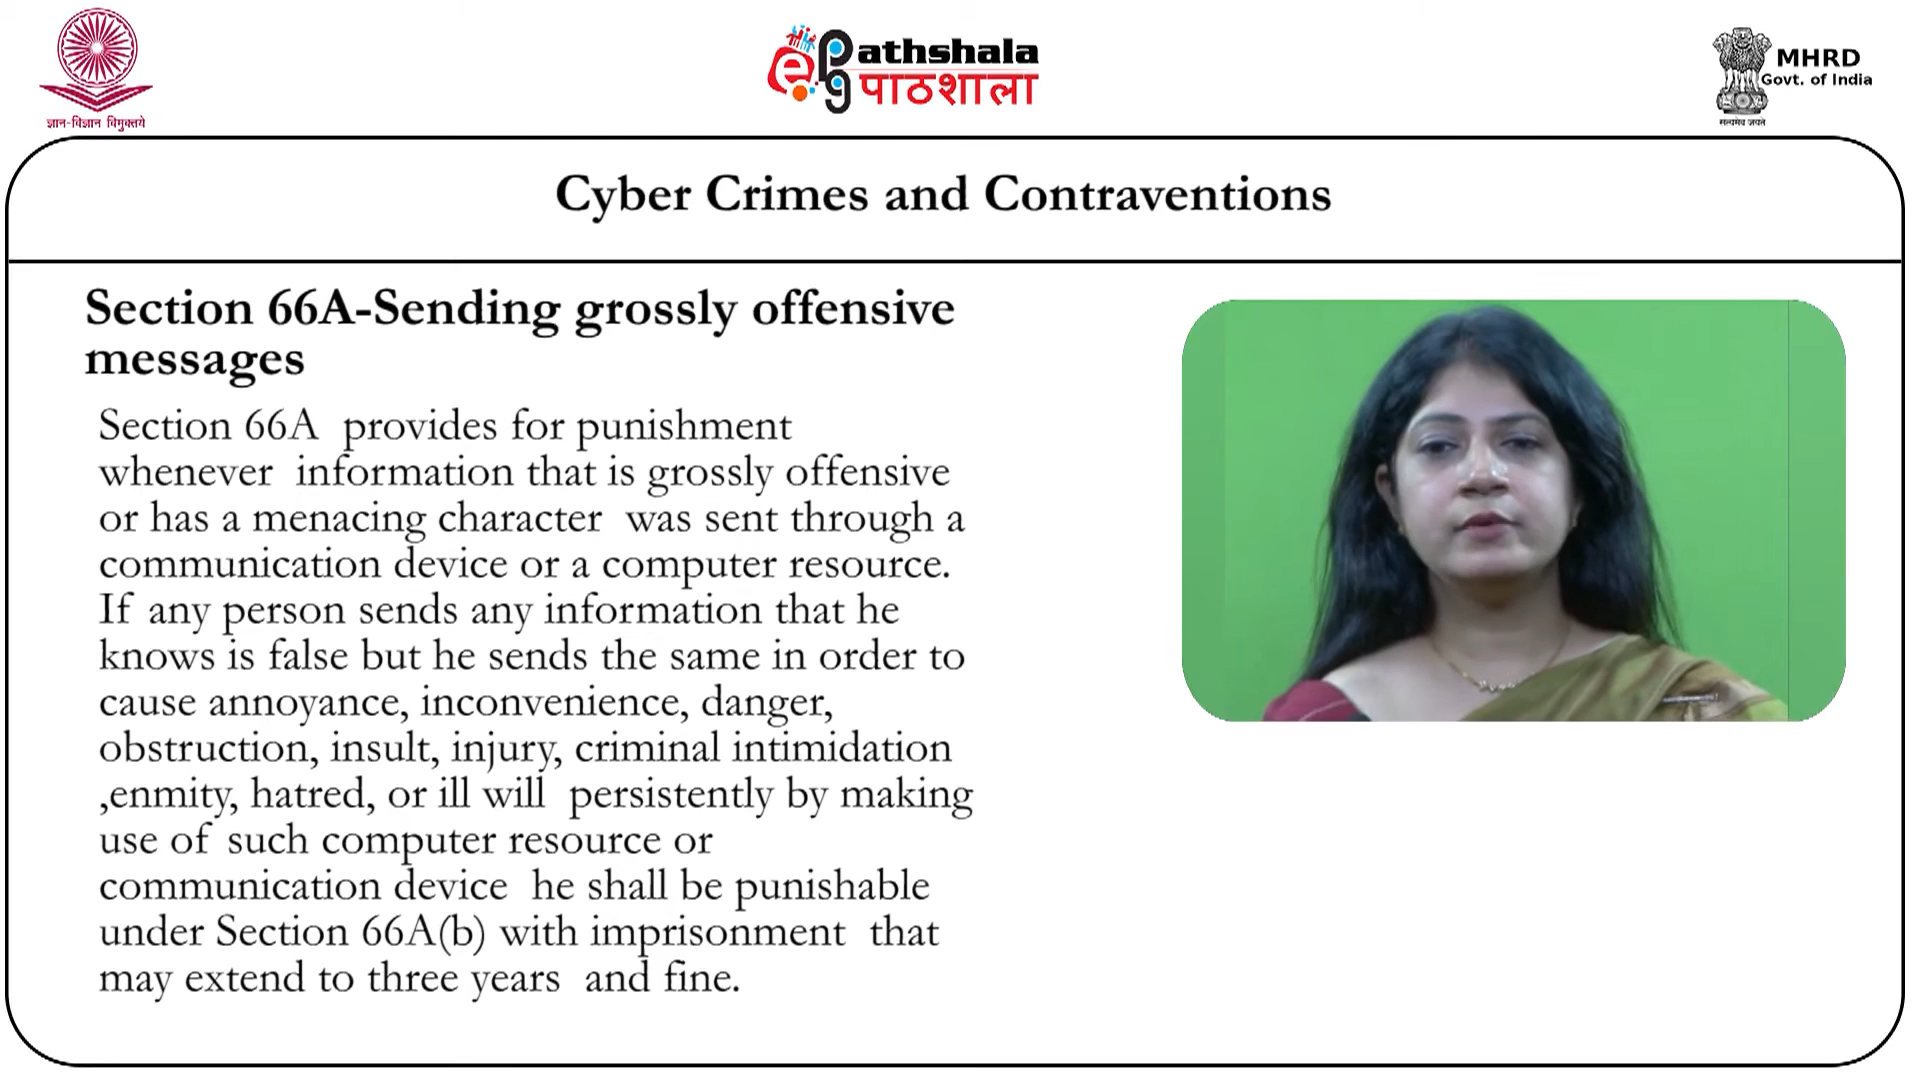 ज्ञान-विज्ञान विमुक्तये
ePathshala
पाठशाला
MHRD
Govt. of India
सत्यमेव जयते
Cyber Crimes and Contraventions
Section 66A-Sending grossly offensive
messages
Section 66A provides for punishment
whenever information that is grossly offensive
or has a menacing character was sent through a
communication device or a computer resource.
If any person sends any information that he
knows is false but he sends the same in order to
cause annoyance, inconvenience, danger,
obstruction, insult, injury, criminal intimidation
,enmity, hatred, or ill will persistently by making
use of such computer resource or
communication device he shall be punishable
under Section 66A(b) with imprisonment that
may extend to three years and fine.